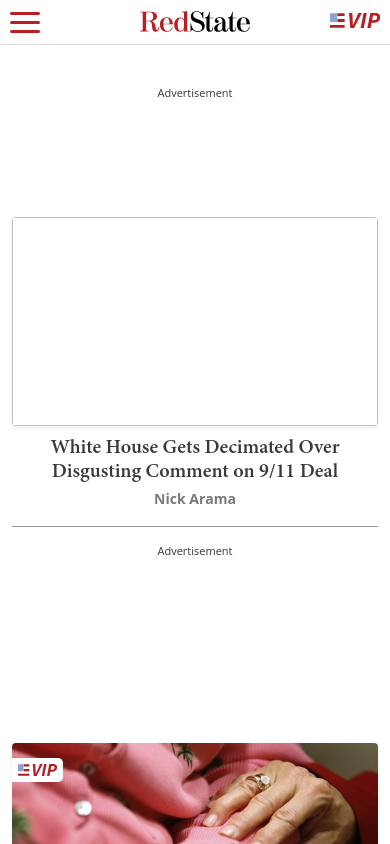 RedState
VIP
Advertisement
White House Gets Decimated Over
Disgusting Comment on 9/11 Deal
Nick Arama
Advertisement
VIP